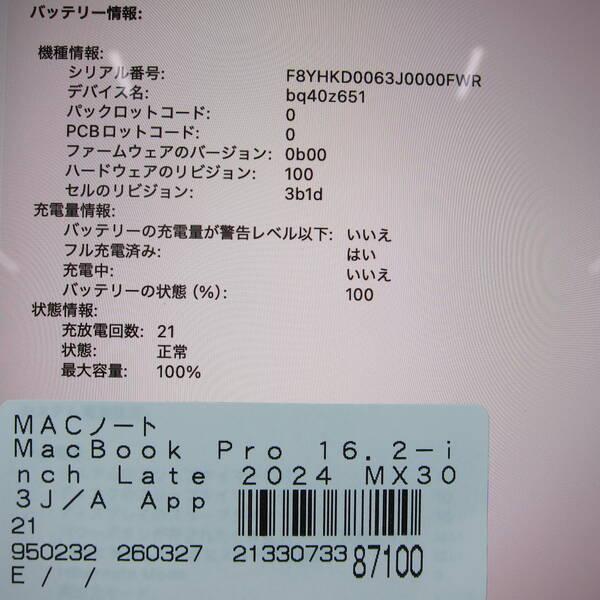 バッテリー情報:
機種情報:
シリアル番号: F8YHKD0063J0000FWR
デバイス名: bq40z651
パックロットコード: 0
PCBロットコード: 0
ファームウェアのバージョン: 0b00
ハードウェアのリビジョン: 100
セルのリビジョン: 3b1d
充電量情報:
バッテリーの充電量が警告レベル以下: いいえ
フル充電済み: はい
充電中: いいえ
バッテリーの状態 (%): 100
状態情報:
充放電回数: 21
状態: 正常
最大容量: 100%
MACノート
MacBook Pro 16.2-i
nch Late 2024 MX30
3J/A App
21
950232 260327 21330733 87100
E / /